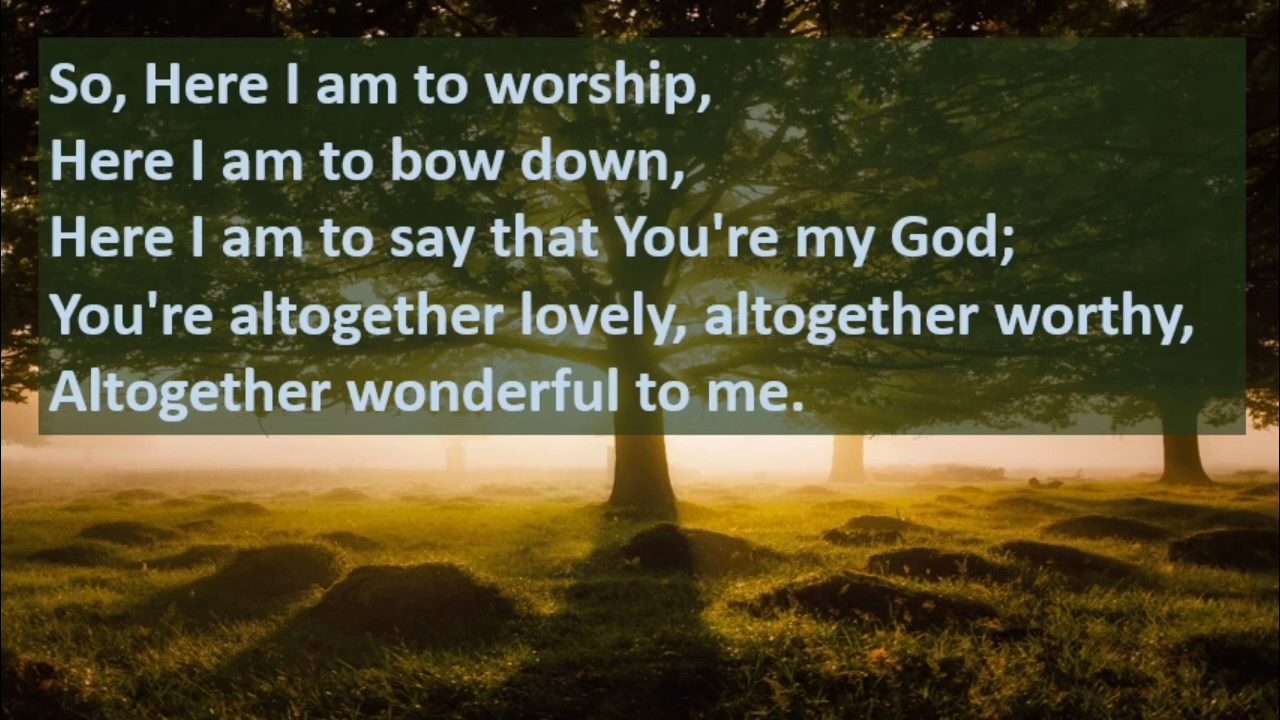 So, Here I am to worship,
Here I am to bow down,
Here I am to say that You're my God;
You're altogether lovely, altogether worthy,
Altogether wonderful to me.